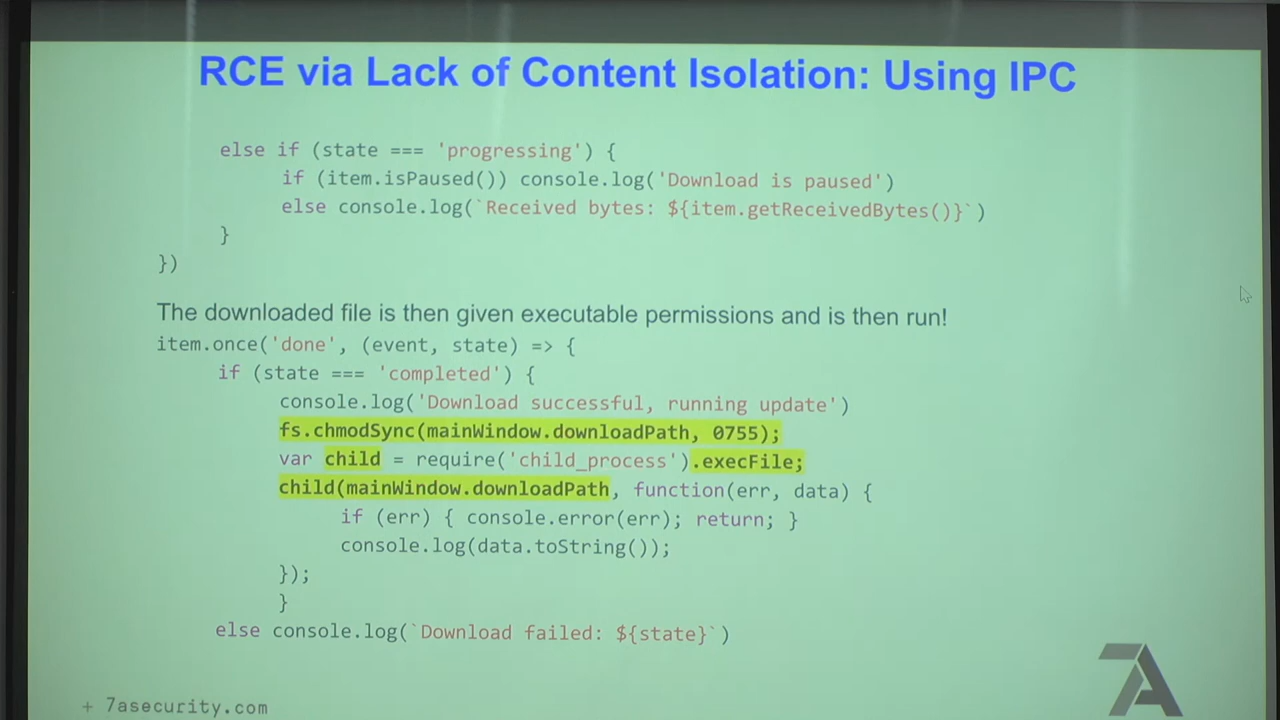 RCE via Lack of Content Isolation: Using IPC
else if (state === 'progressing') {
if (item.isPaused()) console.log('Download is paused')
else console.log(`Received bytes: ${item.getReceivedBytes()}`)
}
})
The downloaded file is then given executable permissions and is then run!
item.once('done', (event, state) => {
if (state === 'completed') {
console.log('Download successful, running update')
fs.chmodSync(mainWindow.downloadPath, 0755);
var child = require('child_process').execFile;
child(mainWindow.downloadPath, function(err, data) {
if (err) { console.error(err); return; }
console.log(data.toString());
});
}
else console.log(`Download failed: ${state}`)
+ 7asecurity.com
7A